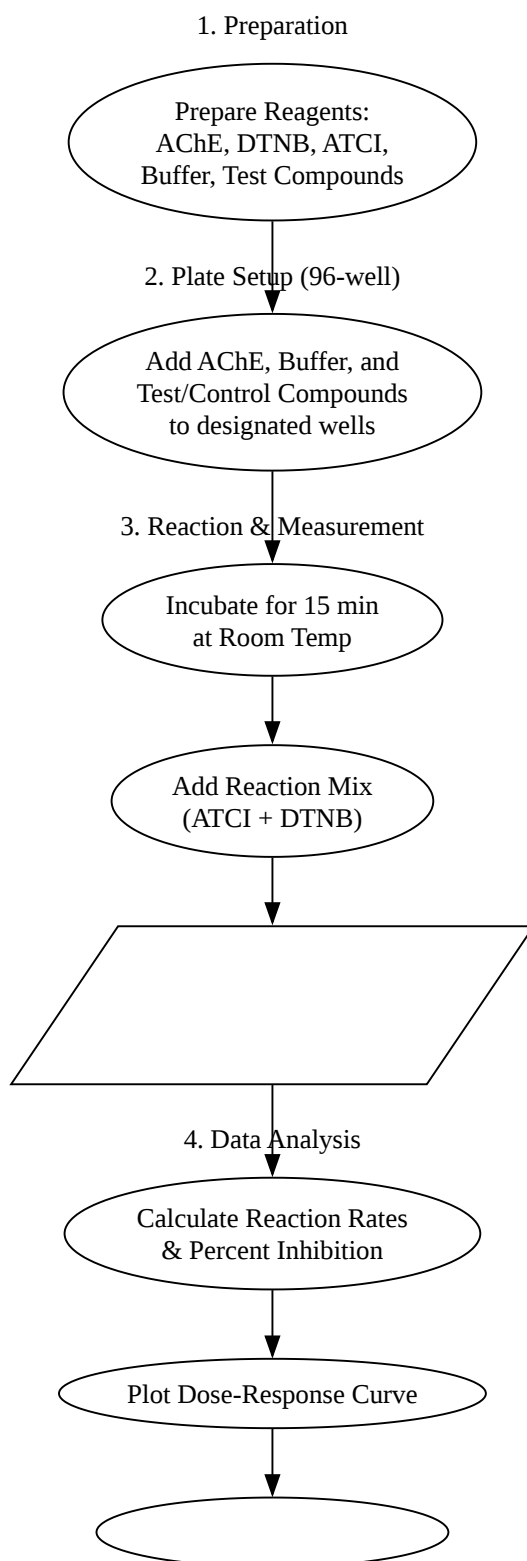 1. Preparation
Prepare Reagents:
AChE, DTNB, ATCI,
Buffer, Test Compounds
2. Plate Setup (96-well)
Add AChE, Buffer, and
Test/Control Compounds
to designated wells
3. Reaction & Measurement
Incubate for 15 min
at Room Temp
Add Reaction Mix
(ATCI + DTNB)
4. Data Analysis
Calculate Reaction Rates
& Percent Inhibition
Plot Dose-Response Curve